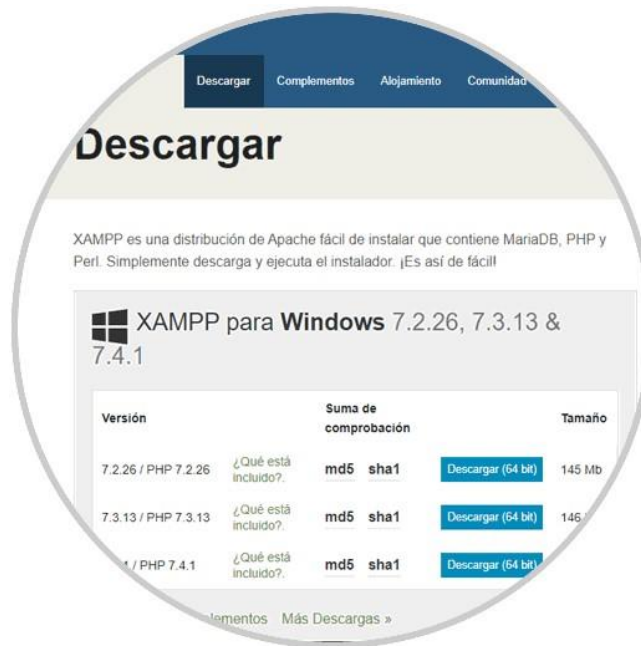 Descargar Complementos Alojamiento Comunidad
Descargar
XAMPP es una distribución de Apache fácil de instalar que contiene MariaDB, PHP y
Perl. Simplemente descarga y ejecuta el instalador. ¡Es así de fácil!
XAMPP para Windows 7.2.26, 7.3.13 &
7.4.1
Versión Suma de comprobación Tamaño
7.2.26 / PHP 7.2.26 ¿Qué está incluido?. md5 sha1 Descargar (64 bit) 145 Mb
7.3.13 / PHP 7.3.13 ¿Qué está incluido?. md5 sha1 Descargar (64 bit) 146
/ PHP 7.4.1 ¿Qué está incluido?. md5 sha1 Descargar (64 bit)
Más Descargas »